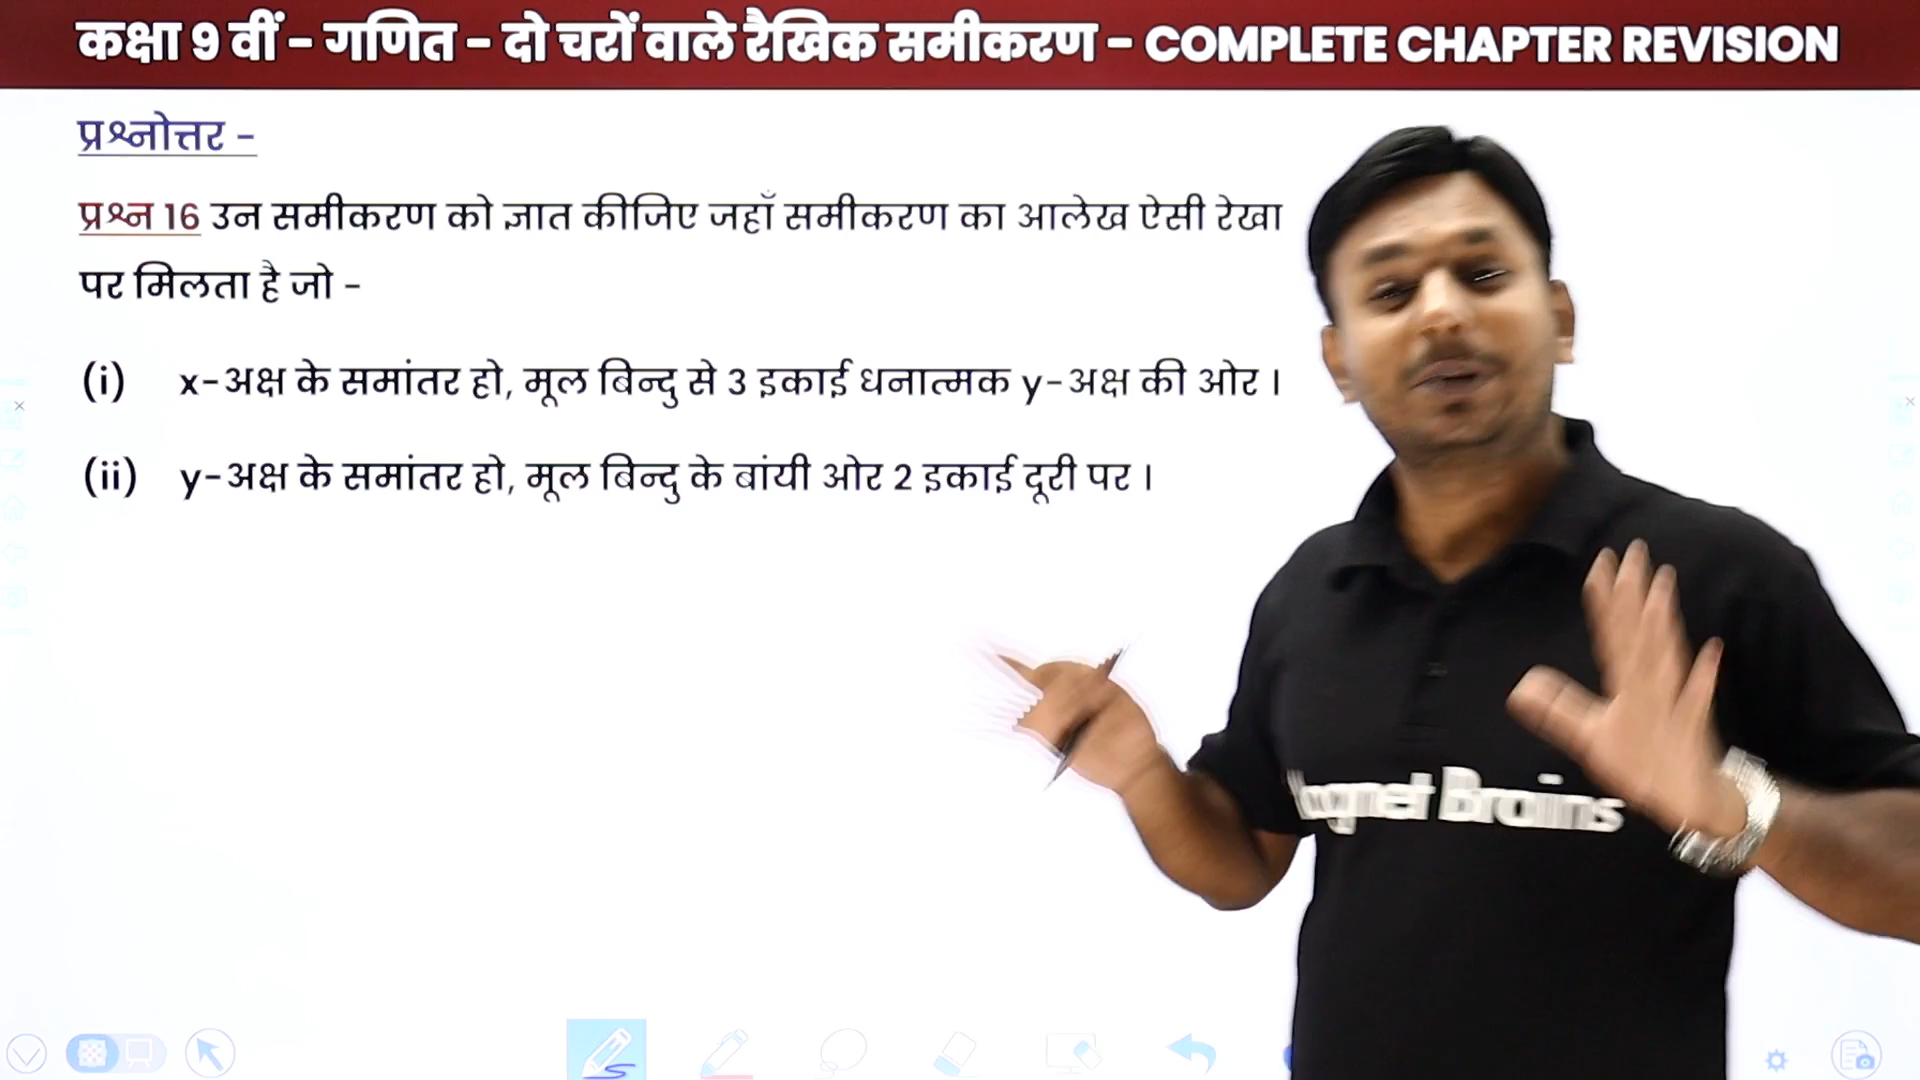 कक्षा 9 वीं - गणित - दो चरों वाले रैखिक समीकरण - COMPLETE CHAPTER REVISION
प्रश्नोत्तर -
प्रश्न 16 उन समीकरण को ज्ञात कीजिए जहाँ समीकरण का आलेख ऐसी रेखा
पर मिलता है जो -
(i) x-अक्ष के समांतर हो, मूल बिन्दु से 3 इकाई धनात्मक y-अक्ष की ओर ।
(ii) y-अक्ष के समांतर हो, मूल बिन्दु के बांयी ओर 2 इकाई दूरी पर ।
Magnet Brains